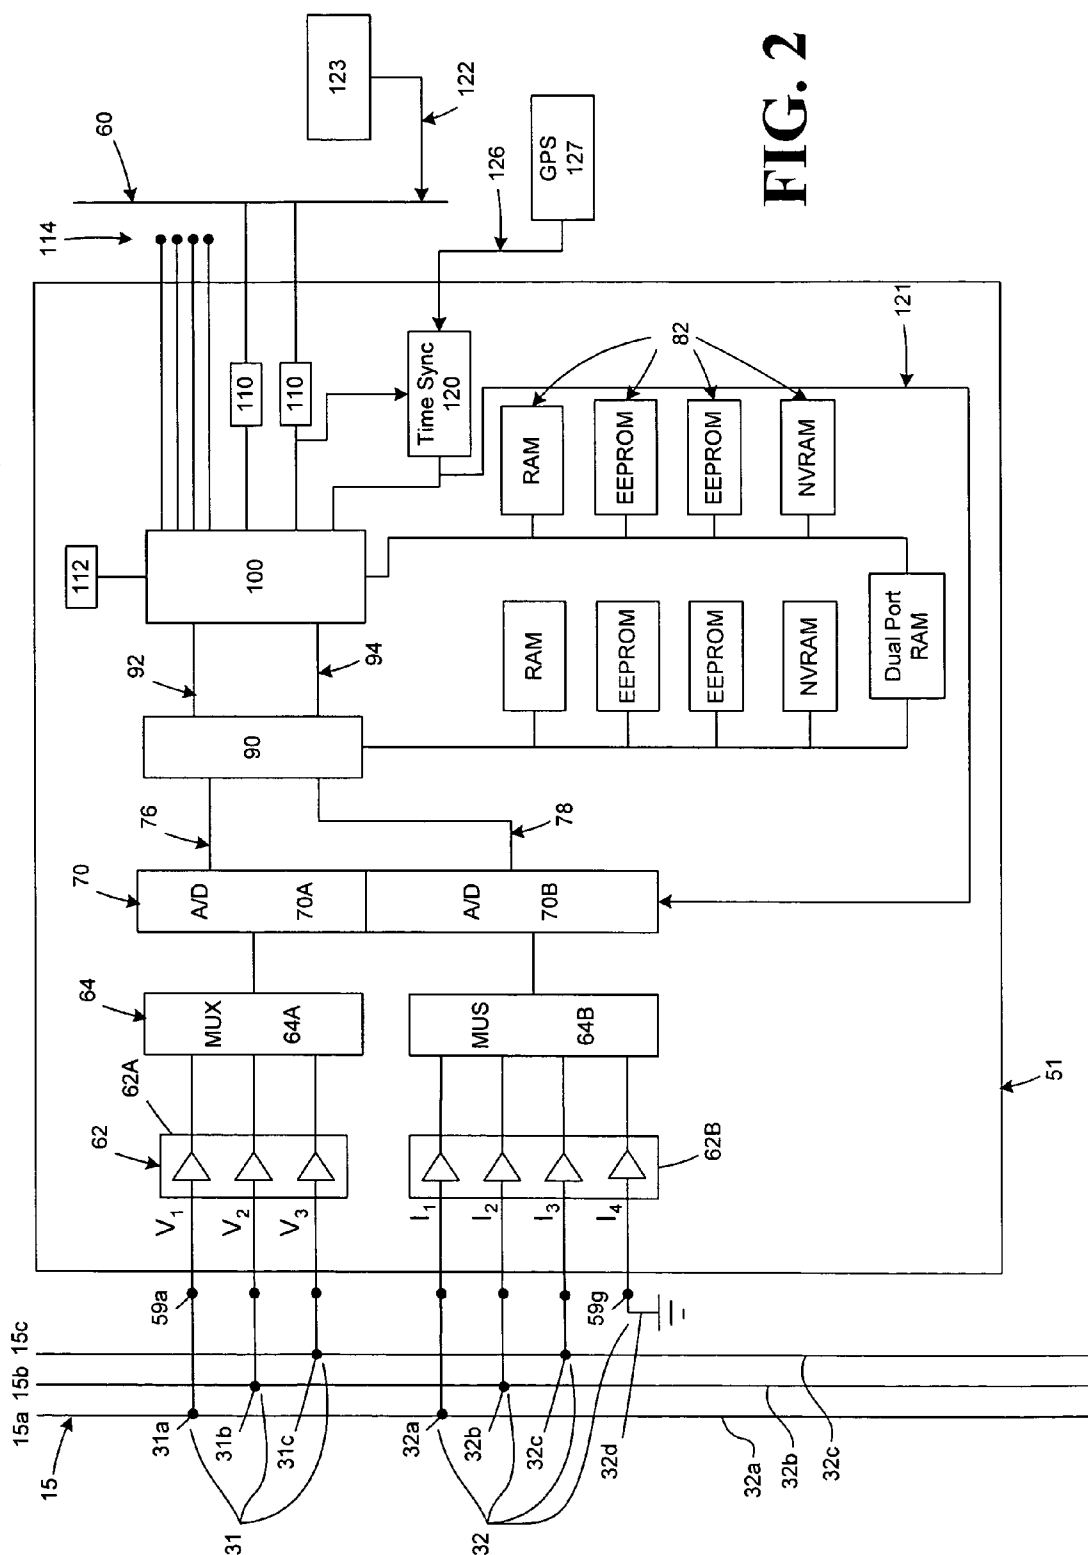 FIG. 2
15
15a
15b
15c
31a
31b
31c
31
32a
32b
32c
32d
32
32a
32b
32c
59a
59g
V1
V2
V3
I1
I2
I3
I4
62
62A
62B
64
MUX
64A
MUS
64B
51
70
A/D
70A
A/D
70B
76
78
90
92
94
100
112
110
110
114
60
123
122
GPS
127
126
Time Sync
120
121
82
RAM
EEPROM
EEPROM
NVRAM
RAM
EEPROM
EEPROM
NVRAM
Dual Port
RAM